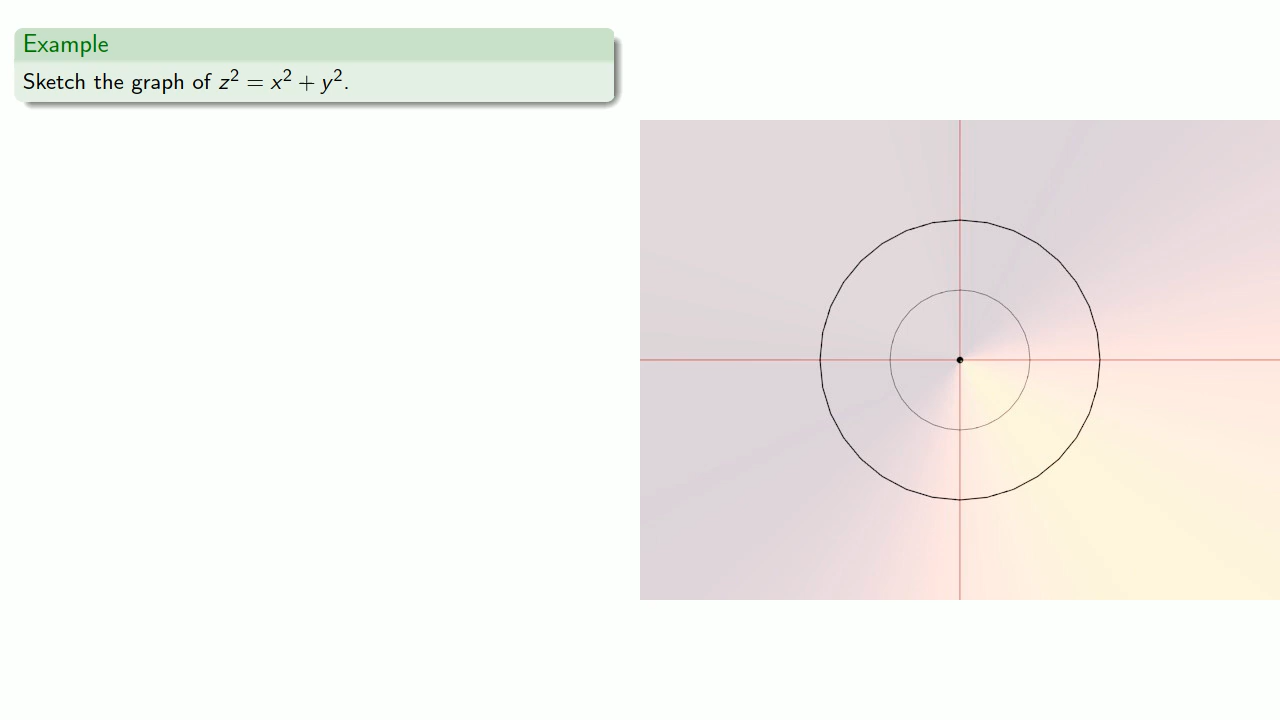 Example
Sketch the graph of z² = x² + y².